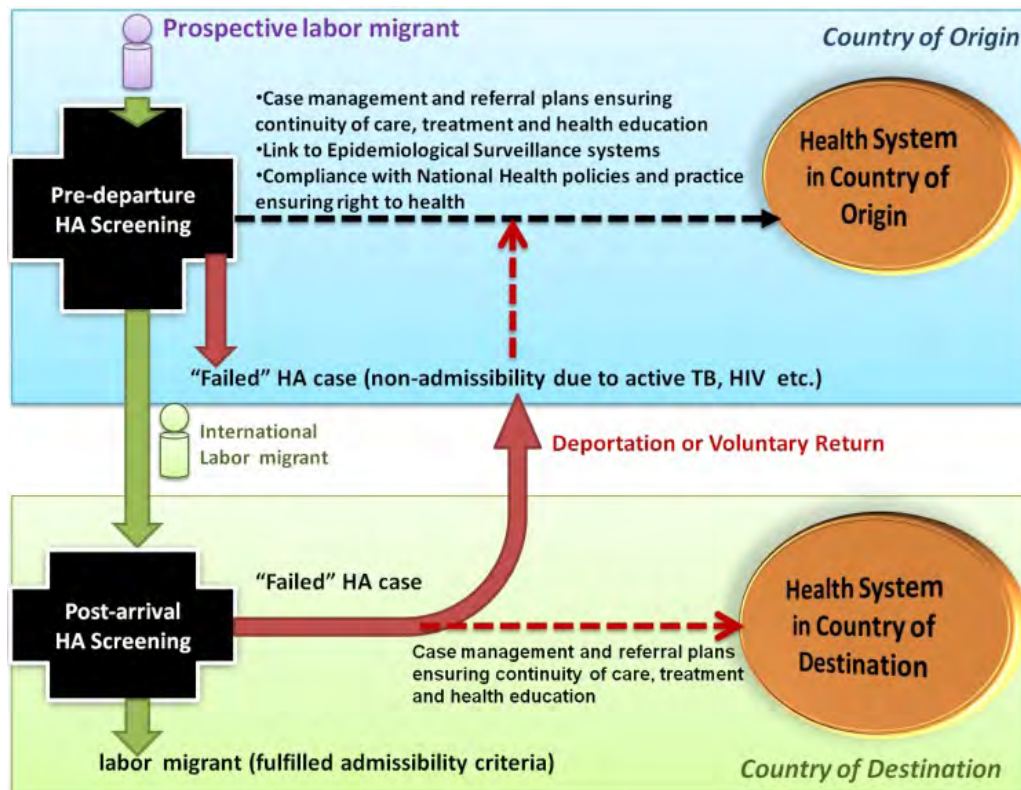 Prospective labor migrant
Country of Origin
•Case management and referral plans ensuring
continuity of care, treatment and health education
•Link to Epidemiological Surveillance systems
•Compliance with National Health policies and practice
ensuring right to health
Pre-departure
HA Screening
Health System
in Country of
Origin
“Failed” HA case (non-admissibility due to active TB, HIV etc.)
International
Labor migrant
Deportation or Voluntary Return
Post-arrival
HA Screening
“Failed” HA case
Case management and referral plans
ensuring continuity of care, treatment
and health education
Health System
in Country of
Destination
labor migrant (fulfilled admissibility criteria)
Country of Destination